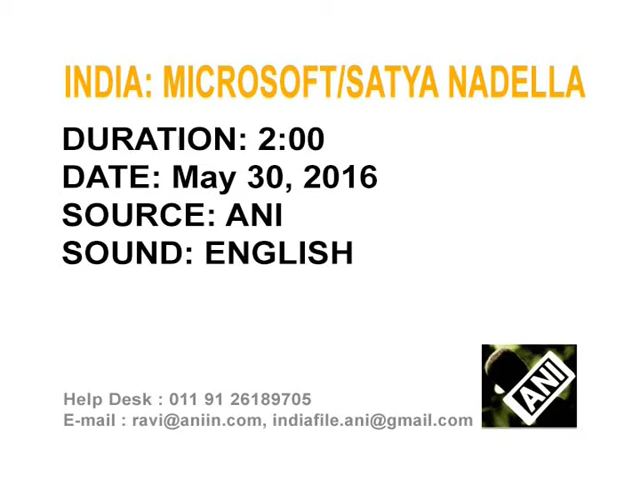 INDIA: MICROSOFT/SATYA NADELLA
DURATION: 2:00
DATE: May 30, 2016
SOURCE: ANI
SOUND: ENGLISH
Help Desk : 011 91 26189705
E-mail : ravi@aniin.com, indiafile.ani@gmail.com
ANI